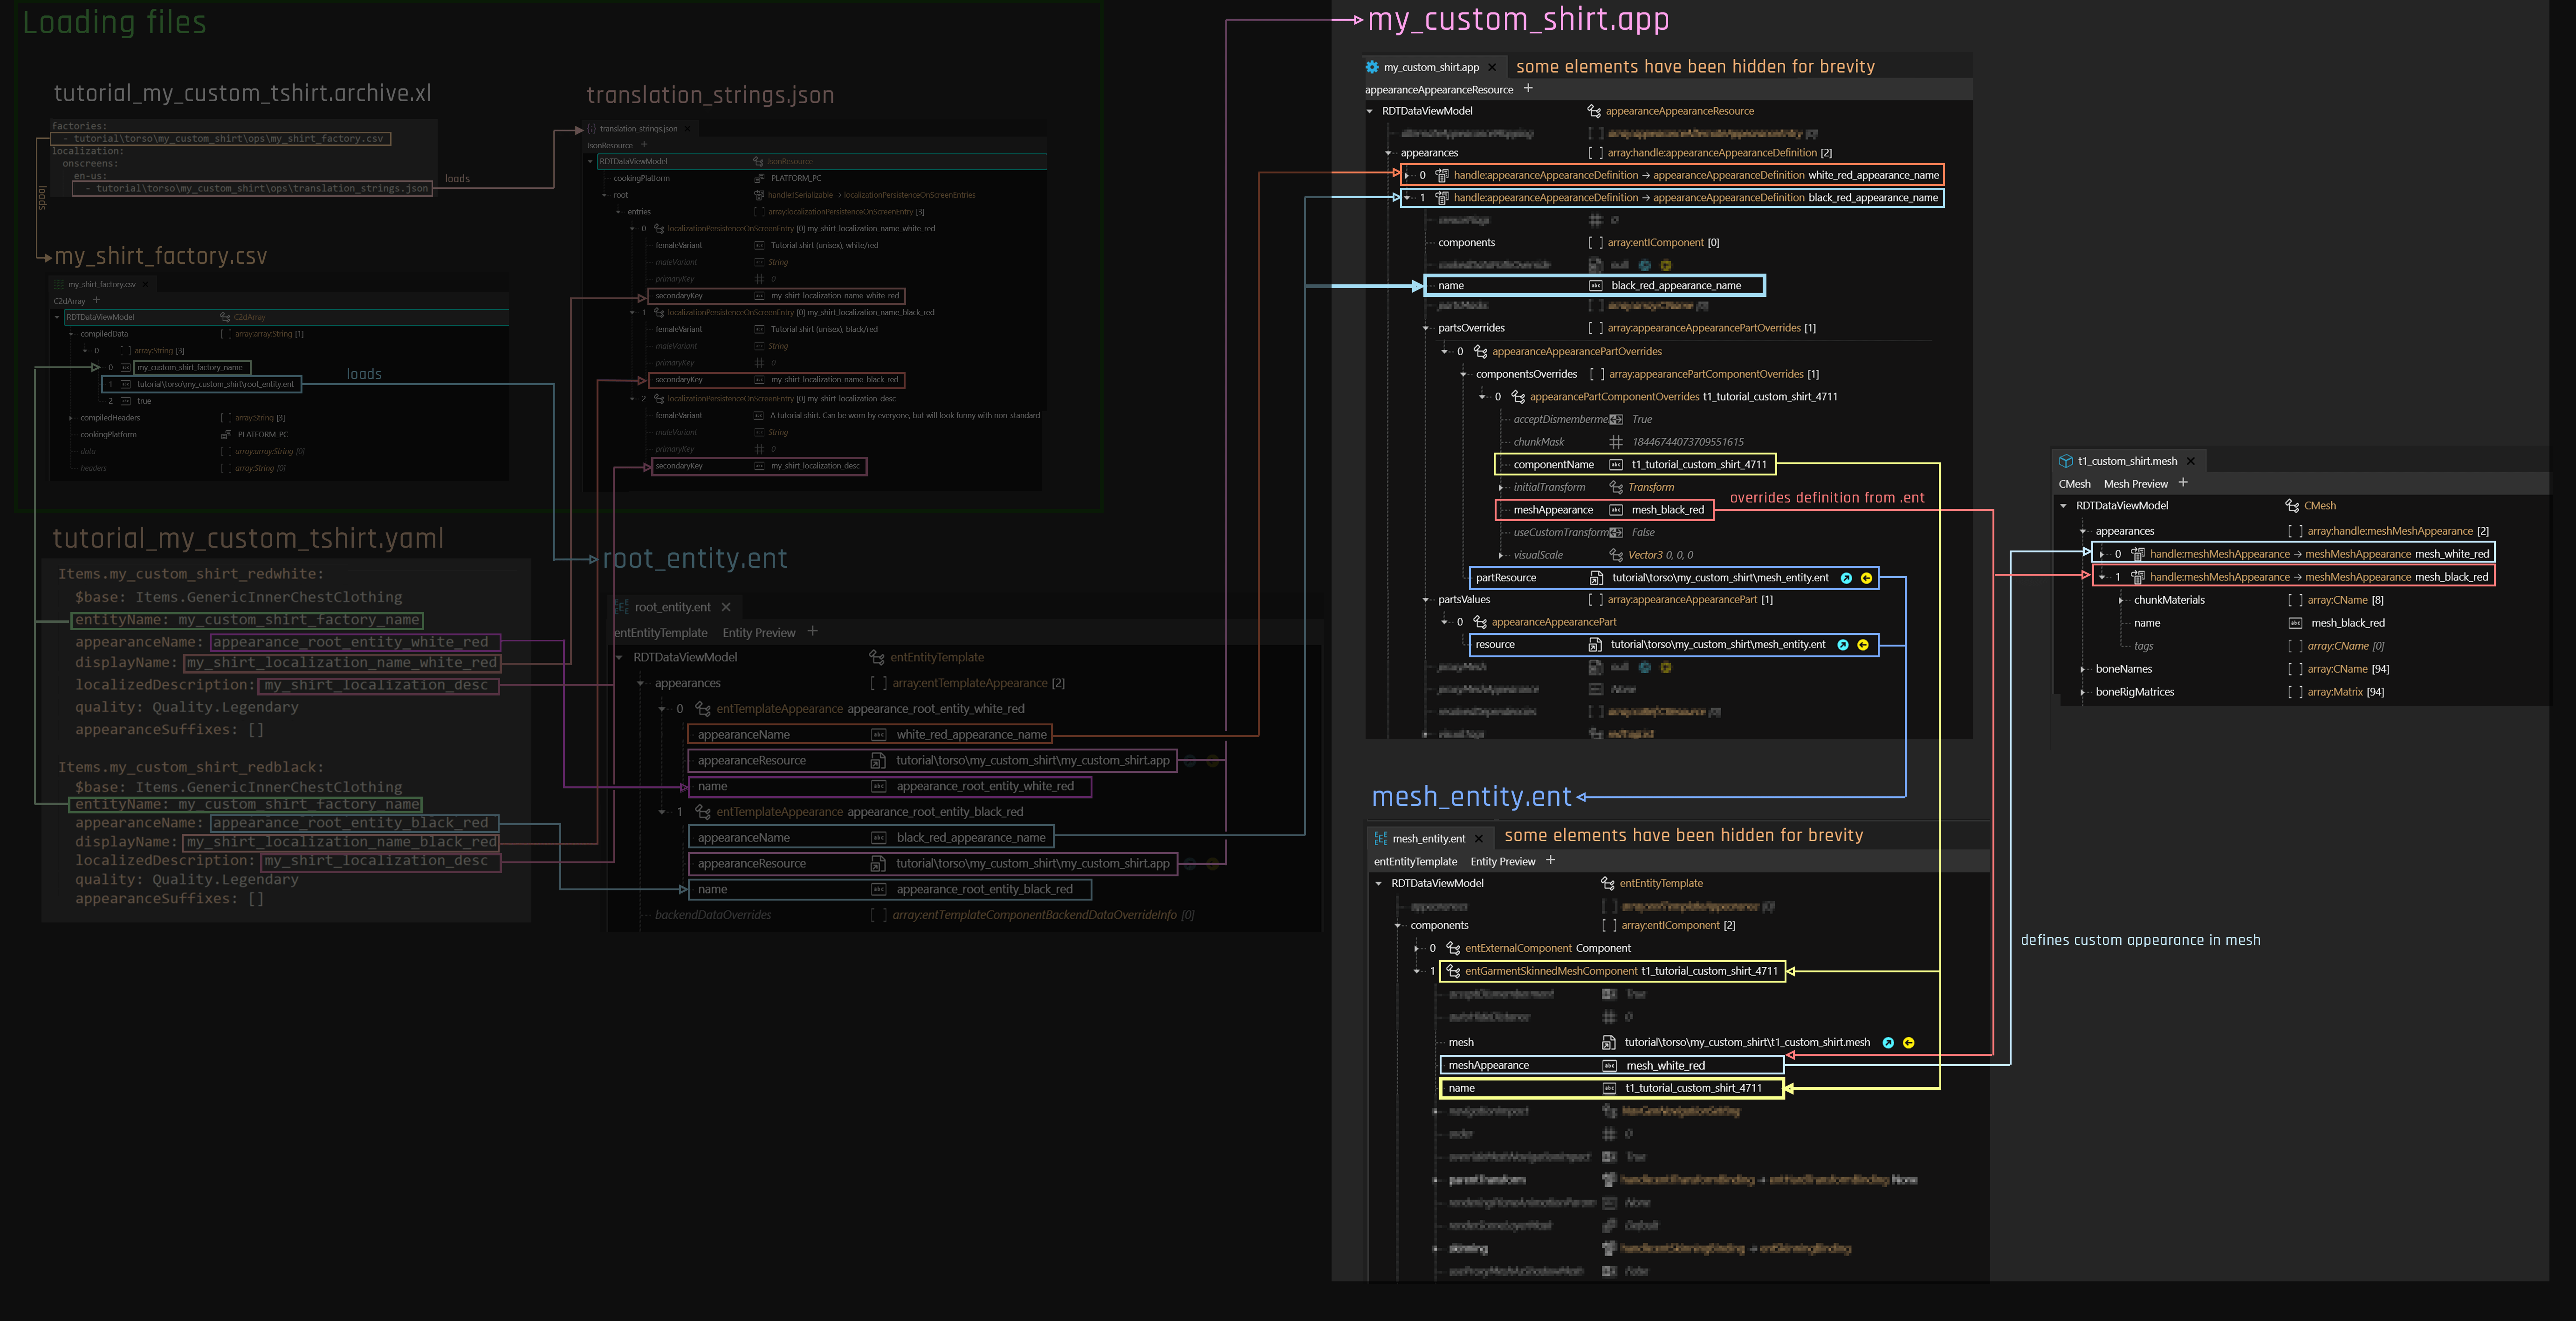 Loading files
tutorial_my_custom_tshirt.archive.xl
factories:
- tutorial\torso\my_custom_shirt\ops\my_shirt_factory.csv
localization:
onscreens:
en-us:
- tutorial\torso\my_custom_shirt\ops\translation_strings.json
loads
loads
translation_strings.json
translation_strings.json
JsonResource +
RDTDataViewModel JsonResource
cookingPlatform PLATFORM_PC
root handle:ISerializable → localizationPersistenceOnScreenEntries
entries [ ] array:localizationPersistenceOnScreenEntry [3]
0 localizationPersistenceOnScreenEntry [0] my_shirt_localization_name_white_red
femaleVariant Tutorial shirt (unisex), white/red
maleVariant String
primaryKey 0
secondaryKey my_shirt_localization_name_white_red
1 localizationPersistenceOnScreenEntry [0] my_shirt_localization_name_black_red
femaleVariant Tutorial shirt (unisex), black/red
maleVariant String
primaryKey 0
secondaryKey my_shirt_localization_name_black_red
2 localizationPersistenceOnScreenEntry [0] my_shirt_localization_desc
femaleVariant A tutorial shirt. Can be worn by everyone, but will look funny with non-standard
maleVariant String
primaryKey 0
secondaryKey my_shirt_localization_desc
my_shirt_factory.csv
my_shirt_factory.csv
C2dArray +
RDTDataViewModel C2dArray
compiledData [ ] array:array:String [1]
0 [ ] array:String [3]
0 my_custom_shirt_factory_name
1 tutorial\torso\my_custom_shirt\root_entity.ent
2 true
compiledHeaders [ ] array:String [3]
cookingPlatform PLATFORM_PC
data [ ] array:array:String [0]
headers [ ] array:String [0]
loads
tutorial_my_custom_tshirt.yaml
Items.my_custom_shirt_redwhite:
$base: Items.GenericInnerChestClothing
entityName: my_custom_shirt_factory_name
appearanceName: appearance_root_entity_white_red
displayName: my_shirt_localization_name_white_red
localizedDescription: my_shirt_localization_desc
quality: Quality.Legendary
appearanceSuffixes: []
Items.my_custom_shirt_redblack:
$base: Items.GenericInnerChestClothing
entityName: my_custom_shirt_factory_name
appearanceName: appearance_root_entity_black_red
displayName: my_shirt_localization_name_black_red
localizedDescription: my_shirt_localization_desc
quality: Quality.Legendary
appearanceSuffixes: []
root_entity.ent
root_entity.ent
entEntityTemplate Entity Preview +
RDTDataViewModel entEntityTemplate
appearances [ ] array:entTemplateAppearance [2]
0 entTemplateAppearance appearance_root_entity_white_red
appearanceName white_red_appearance_name
appearanceResource tutorial\torso\my_custom_shirt\my_custom_shirt.app
name appearance_root_entity_white_red
1 entTemplateAppearance appearance_root_entity_black_red
appearanceName black_red_appearance_name
appearanceResource tutorial\torso\my_custom_shirt\my_custom_shirt.app
name appearance_root_entity_black_red
backendDataOverrides [ ] array:entTemplateComponentBackendDataOverrideInfo [0]
my_custom_shirt.app
my_custom_shirt.app some elements have been hidden for brevity
appearanceAppearanceResource +
RDTDataViewModel appearanceAppearanceResource
appearances [ ] array:handle:appearanceAppearanceDefinition [2]
0 handle:appearanceAppearanceDefinition → appearanceAppearanceDefinition white_red_appearance_name
1 handle:appearanceAppearanceDefinition → appearanceAppearanceDefinition black_red_appearance_name
components [ ] array:entIComponent [0]
name black_red_appearance_name
partsOverrides [ ] array:appearanceAppearancePartOverrides [1]
0 appearanceAppearancePartOverrides
componentsOverrides [ ] array:appearancePartComponentOverrides [1]
0 appearancePartComponentOverrides t1_tutorial_custom_shirt_4711
acceptDismemberme True
chunkMask 18446744073709551615
componentName t1_tutorial_custom_shirt_4711
initialTransform Transform
meshAppearance mesh_black_red
overrides definition from .ent
useCustomTransform False
visualScale Vector3 0, 0, 0
partResource tutorial\torso\my_custom_shirt\mesh_entity.ent
partsValues [ ] array:appearanceAppearancePart [1]
0 appearanceAppearancePart
resource tutorial\torso\my_custom_shirt\mesh_entity.ent
mesh_entity.ent
mesh_entity.ent some elements have been hidden for brevity
entEntityTemplate Entity Preview +
RDTDataViewModel entEntityTemplate
components [ ] array:entIComponent [2]
0 entExternalComponent Component
1 entGarmentSkinnedMeshComponent t1_tutorial_custom_shirt_4711
mesh tutorial\torso\my_custom_shirt\t1_custom_shirt.mesh
meshAppearance mesh_white_red
name t1_tutorial_custom_shirt_4711
t1_custom_shirt.mesh
CMesh Mesh Preview +
RDTDataViewModel CMesh
appearances [ ] array:handle:meshMeshAppearance [2]
0 handle:meshMeshAppearance → meshMeshAppearance mesh_white_red
1 handle:meshMeshAppearance → meshMeshAppearance mesh_black_red
chunkMaterials [ ] array:CName [8]
name mesh_black_red
tags [ ] array:CName [0]
boneNames [ ] array:CName [94]
boneRigMatrices [ ] array:Matrix [94]
defines custom appearance in mesh